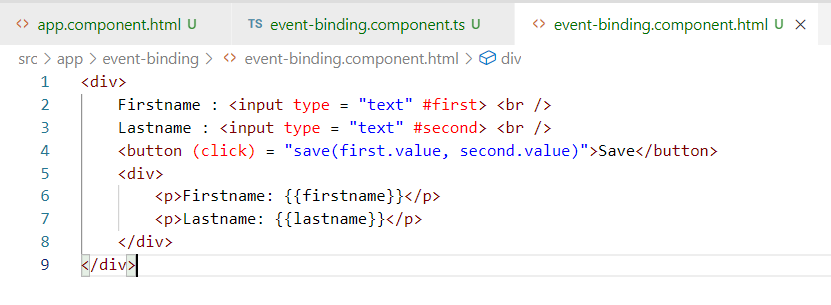 <> app.component.html U TS event-binding.component.ts U <> event-binding.component.html U ×
src > app > event-binding > <> event-binding.component.html > div
1 <div>
2 Firstname : <input type = "text" #first> <br />
3 Lastname : <input type = "text" #second> <br />
4 <button (click) = "save(first.value, second.value)">Save</button>
5 <div>
6 <p>Firstname: {{firstname}}</p>
7 <p>Lastname: {{lastname}}</p>
8 </div>
9 </div>